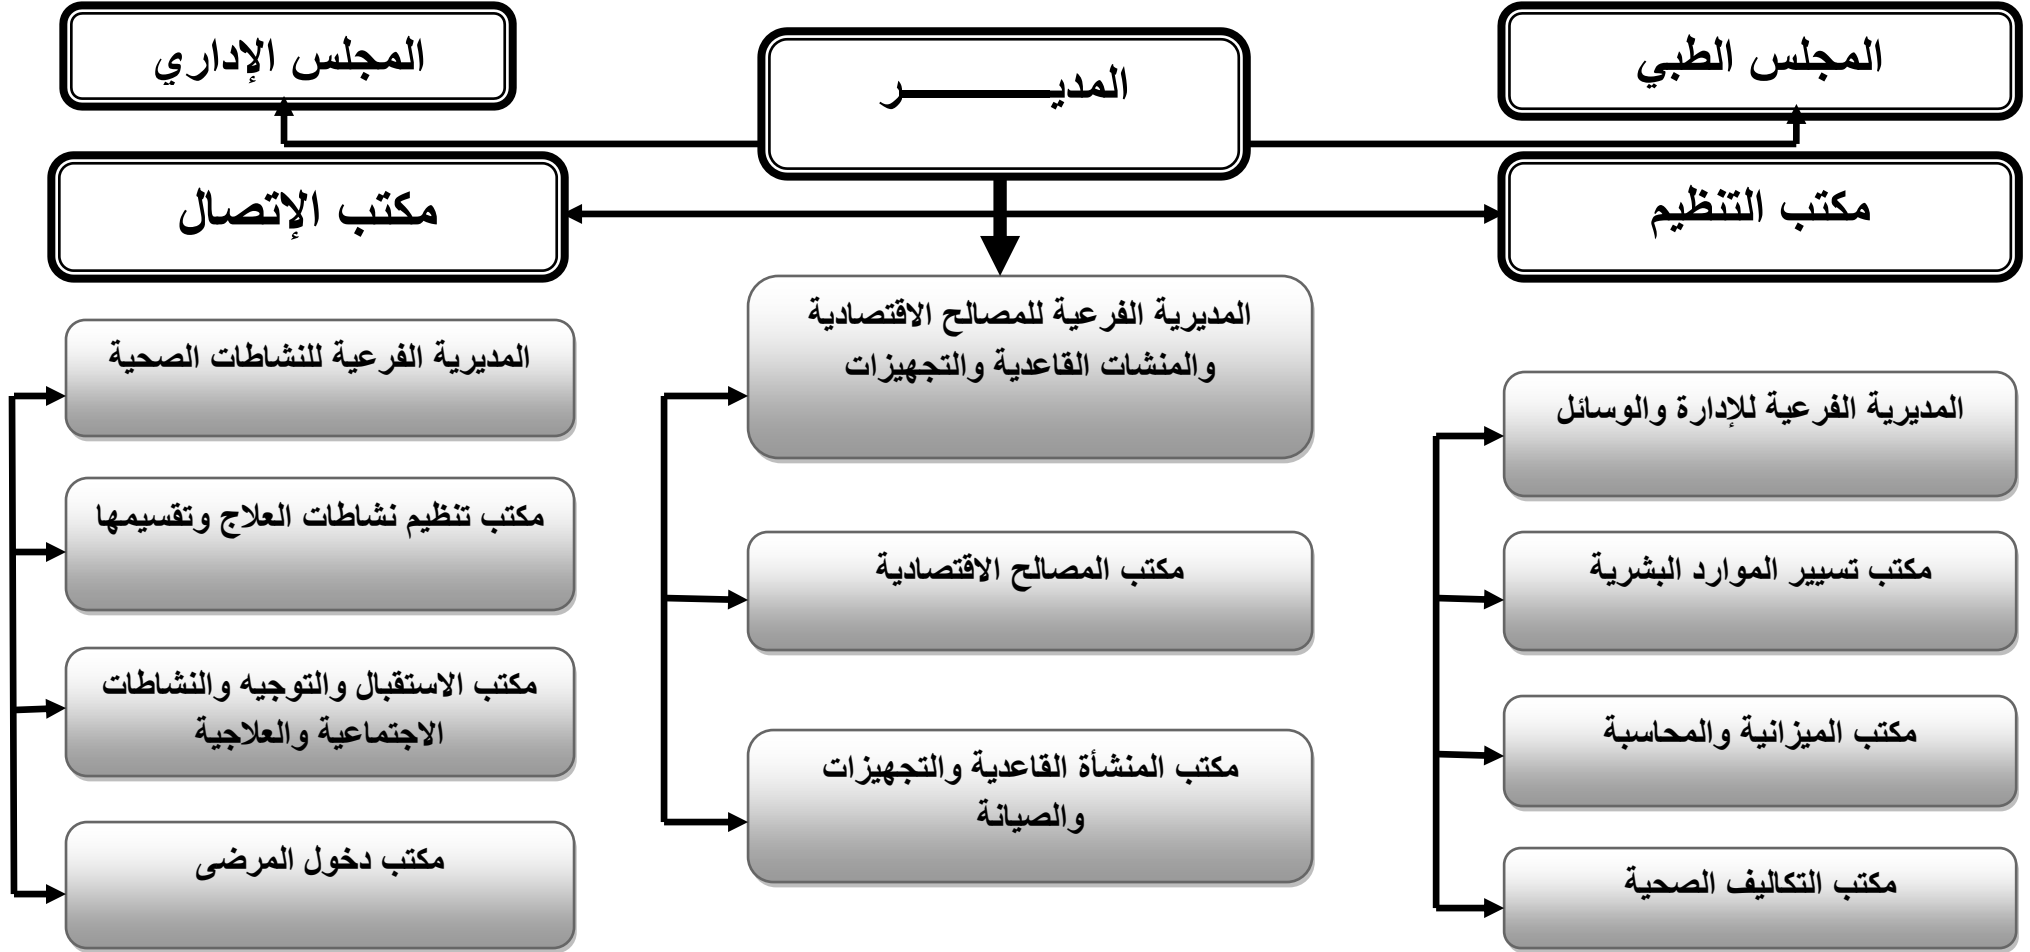 المجلس الطبي
المديـــــــــر
المجلس الإداري
مكتب التنظيم
مكتب الإتصال
المديرية الفرعية للإدارة والوسائل
مكتب تسيير الموارد البشرية
مكتب الميزانية والمحاسبة
مكتب التكاليف الصحية
المديرية الفرعية للمصالح الاقتصادية
والمنشات القاعدية والتجهيزات
مكتب المصالح الاقتصادية
مكتب المنشأة القاعدية والتجهيزات
والصيانة
المديرية الفرعية للنشاطات الصحية
مكتب تنظيم نشاطات العلاج وتقسيمها
مكتب الاستقبال والتوجيه والنشاطات
الاجتماعية والعلاجية
مكتب دخول المرضى